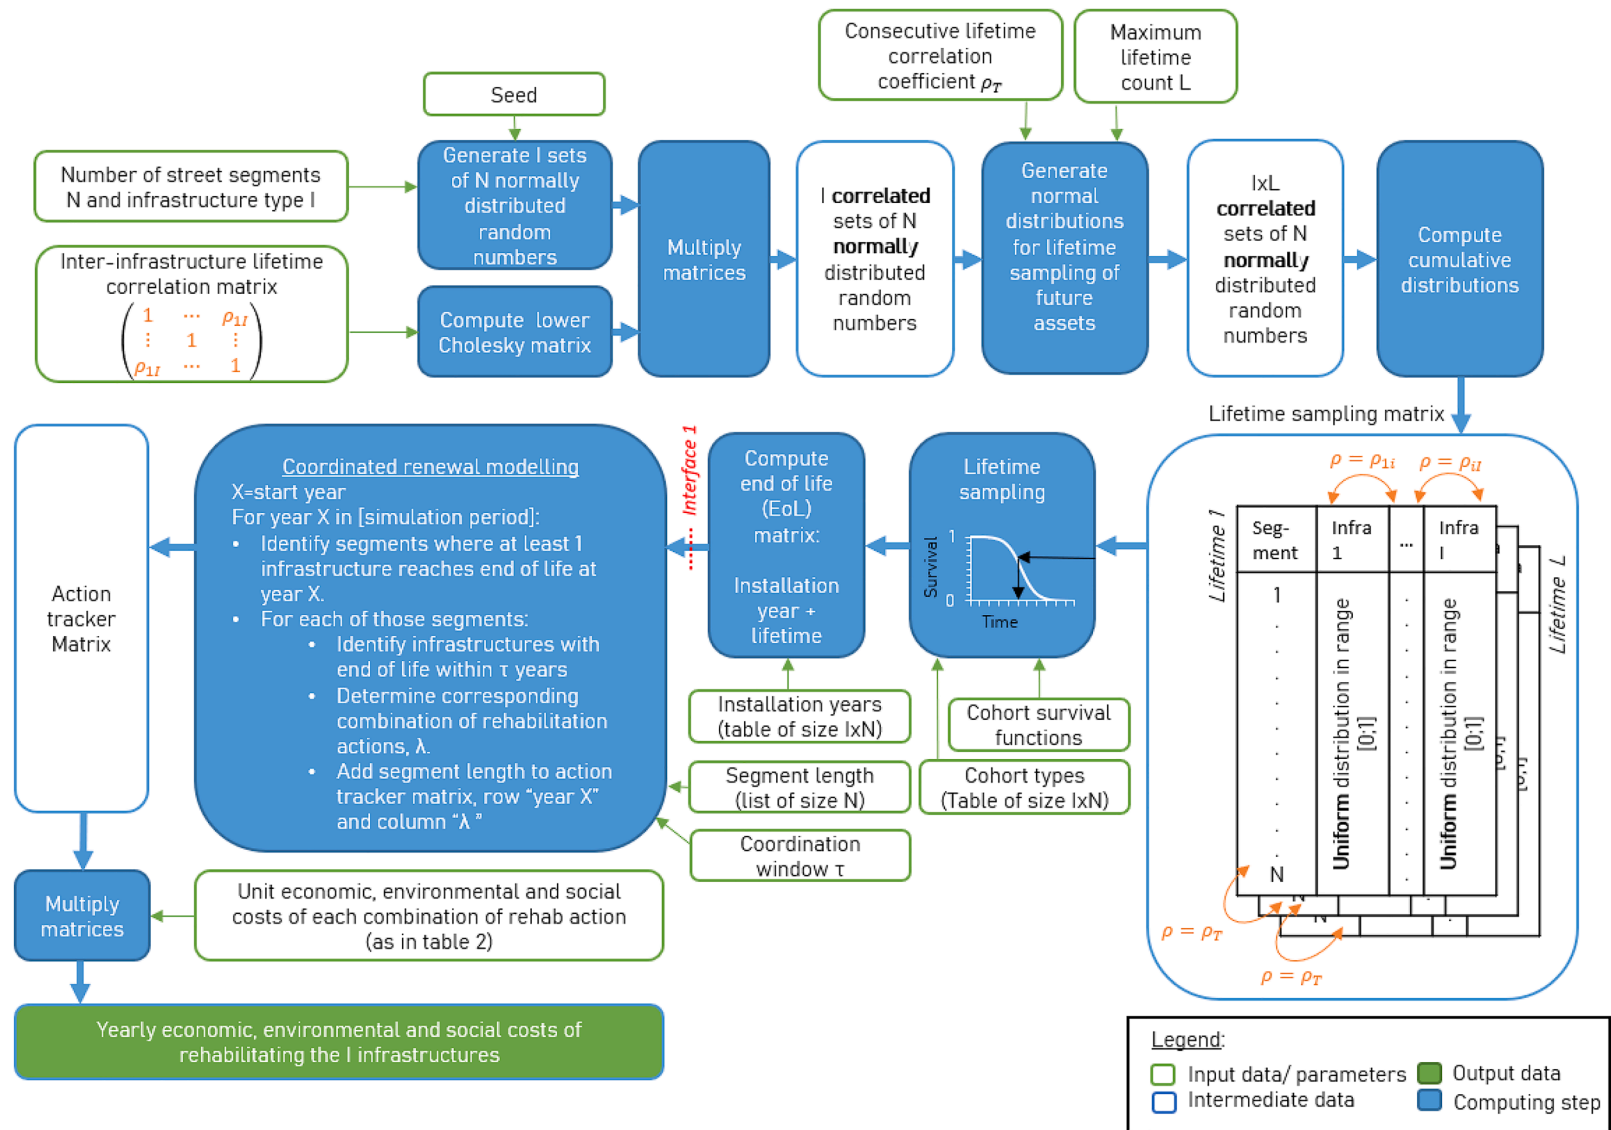 Consecutive lifetime
correlation
coefficient ρT
Maximum
lifetime
count L
Seed
Number of street segments
N and infrastructure type I
Generate I sets
of N normally
distributed
random
numbers
Inter-infrastructure lifetime
correlation matrix
1 ... ρ1I
⋮ 1 ⋮
ρ1I ... 1
Compute lower
Cholesky matrix
Multiply
matrices
I correlated
sets of N
normally
distributed
random
numbers
Generate
normal
distributions
for lifetime
sampling of
future
assets
IxL
correlated
sets of N
normally
distributed
random
numbers
Compute
cumulative
distributions
Lifetime sampling matrix
ρ = ρ1i
ρ = ρiI
Lifetime 1
Seg-
ment
Infra
1
...
Infra
I
1
N
Uniform distribution in range
[0;1]
Uniform distribution in range
[0;1]
Lifetime L
N
N
[0;1]
[0;1]
ρ = ρT
ρ = ρT
Lifetime
sampling
Survival
1
0
Time
Cohort survival
functions
Cohort types
(Table of size IxN)
Compute
end of life
(EoL)
matrix:
Installation
year +
lifetime
Installation years
(table of size IxN)
Interface 1
Segment length
(list of size N)
Coordination
window τ
Coordinated renewal modelling
X=start year
For year X in [simulation period]:
• Identify segments where at least 1
infrastructure reaches end of life at
year X.
• For each of those segments:
• Identify infrastructures with
end of life within τ years
• Determine corresponding
combination of rehabilitation
actions, λ.
• Add segment length to action
tracker matrix, row “year X”
and column “λ ”
Action
tracker
Matrix
Multiply
matrices
Unit economic, environmental and social
costs of each combination of rehab action
(as in table 2)
Yearly economic, environmental and social costs of
rehabilitating the I infrastructures
Legend:
Input data/ parameters
Output data
Intermediate data
Computing step